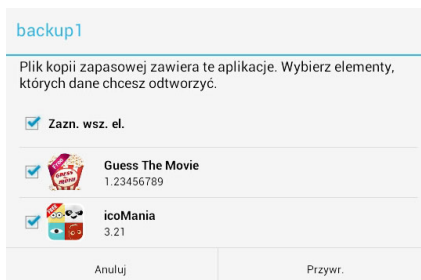 backup1
Plik kopii zapasowej zawiera te aplikacje. Wybierz elementy,
których dane chcesz odtworzyć.
Zazn. wsz. el.
Guess The Movie
1.23456789
icoMania
3.21
Anuluj
Przywr.